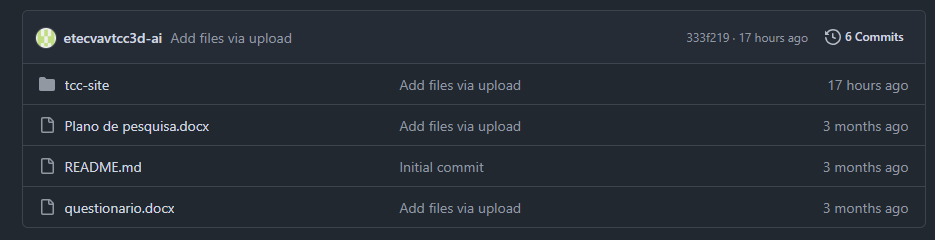 etecvavtcc3d-ai Add files via upload 333f219 · 17 hours ago 6 Commits
tcc-site Add files via upload 17 hours ago
Plano de pesquisa.docx Add files via upload 3 months ago
README.md Initial commit 3 months ago
questionario.docx Add files via upload 3 months ago